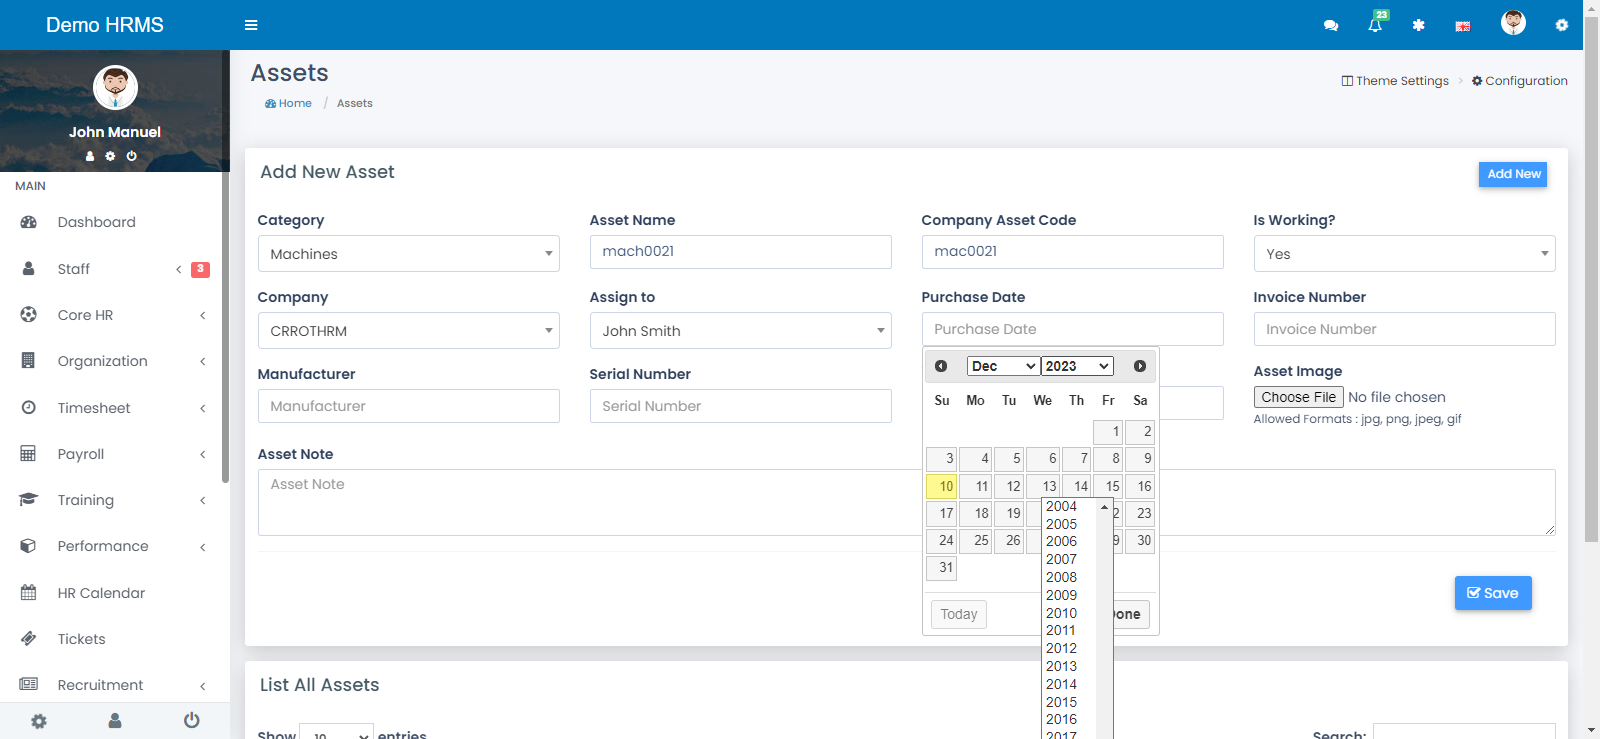 Demo HRMS
23
Assets
Home / Assets
Theme Settings > Configuration
John Manuel
MAIN
Dashboard
Staff 3
Core HR
Organization
Timesheet
Payroll
Training
Performance
HR Calendar
Tickets
Recruitment
Add New Asset
Add New
Category Asset Name Company Asset Code Is Working?
Machines mach0021 mac0021 Yes
Company Assign to Purchase Date Invoice Number
CRROTHRM John Smith Purchase Date Invoice Number
Manufacturer Serial Number Asset Image
Manufacturer Serial Number Choose File No file chosen
Allowed Formats : jpg, png, jpeg, gif
Asset Note
Asset Note
Dec 2023
Su Mo Tu We Th Fr Sa
1 2
3 4 5 6 7 8 9
10 11 12 13 14 15 16
17 18 19 23
24 25 26 30
31
Today
2004
2005
2006
2007
2008
2009
2010
2011
2012
2013
2014
2015
2016
2017
Save
List All Assets
Show 10 entries
Search: